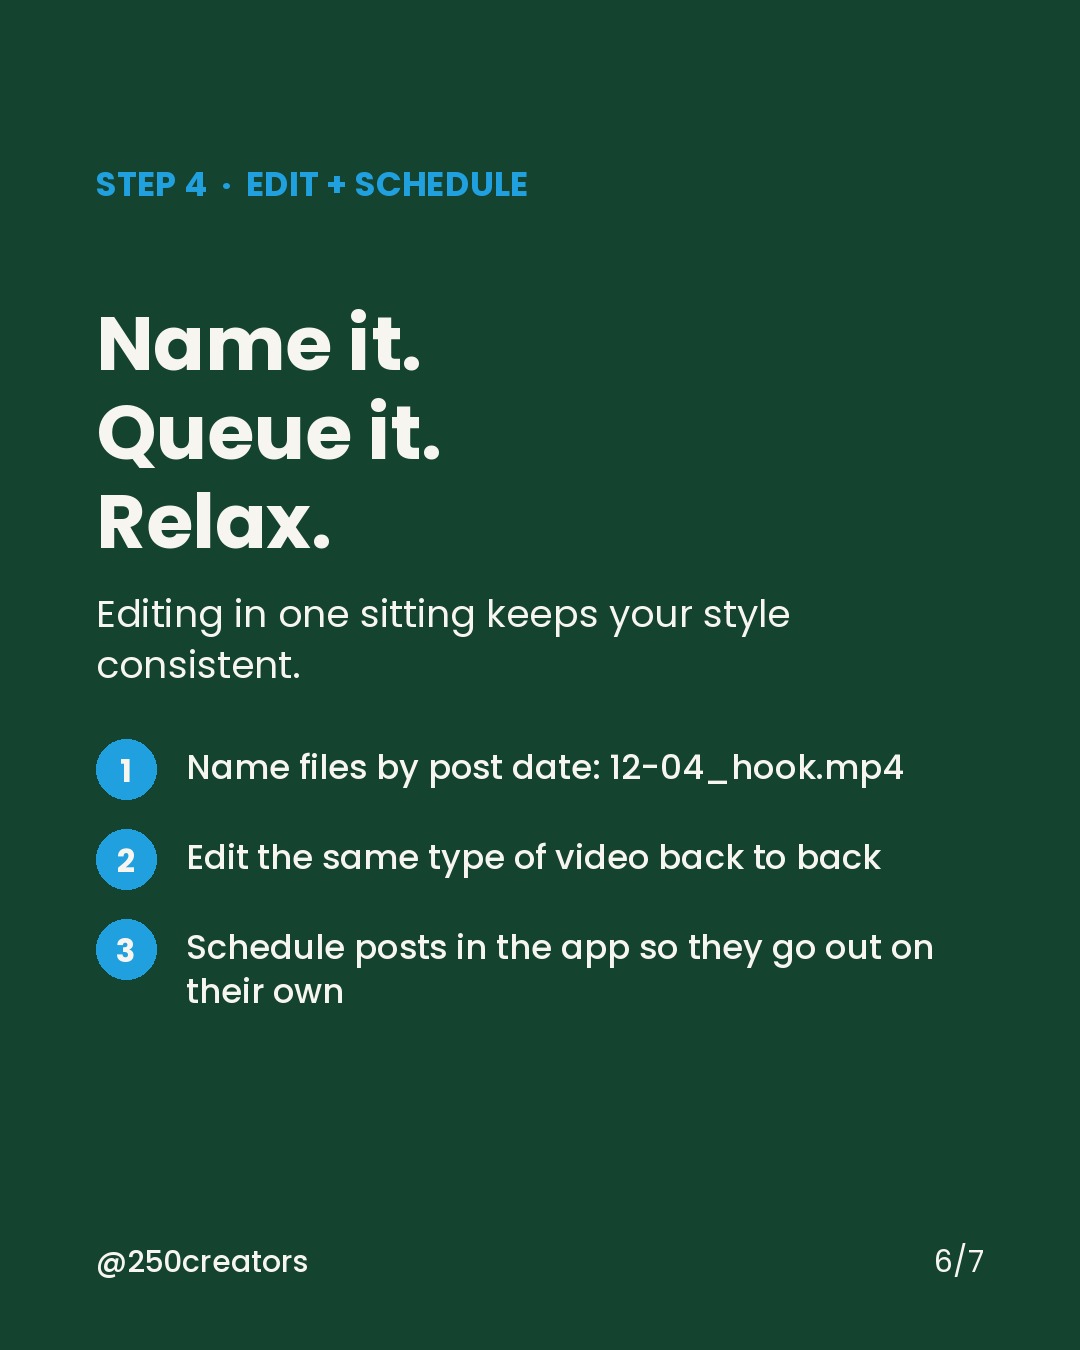 STEP 4 · EDIT + SCHEDULE
Name it.
Queue it.
Relax.
Editing in one sitting keeps your style
consistent.
1 Name files by post date: 12-04_hook.mp4
2 Edit the same type of video back to back
3 Schedule posts in the app so they go out on
their own
@250creators 6/7